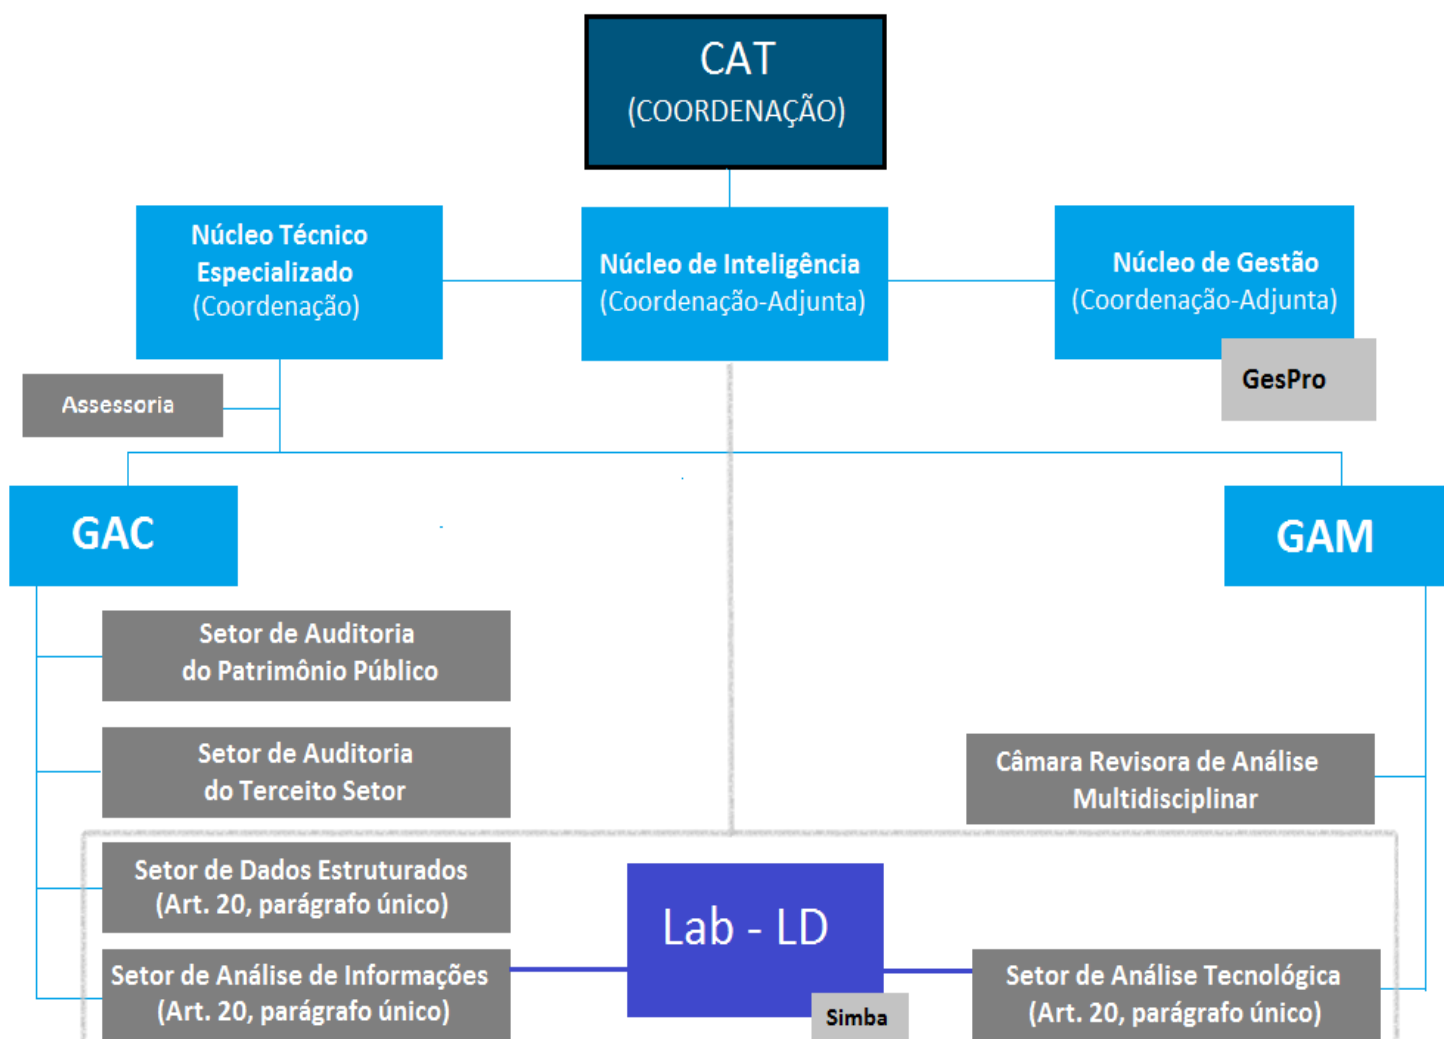 CAT
(COORDENAÇÃO)
Núcleo Técnico
Especializado
(Coordenação)
Núcleo de Inteligência
(Coordenação-Adjunta)
Núcleo de Gestão
(Coordenação-Adjunta)
GesPro
Assessoria
GAC
GAM
Setor de Auditoria
do Patrimônio Público
Setor de Auditoria
do Terceito Setor
Câmara Revisora de Análise
Multidisciplinar
Setor de Dados Estruturados
(Art. 20, parágrafo único)
Lab - LD
Simba
Setor de Análise de Informações
(Art. 20, parágrafo único)
Setor de Análise Tecnológica
(Art. 20, parágrafo único)